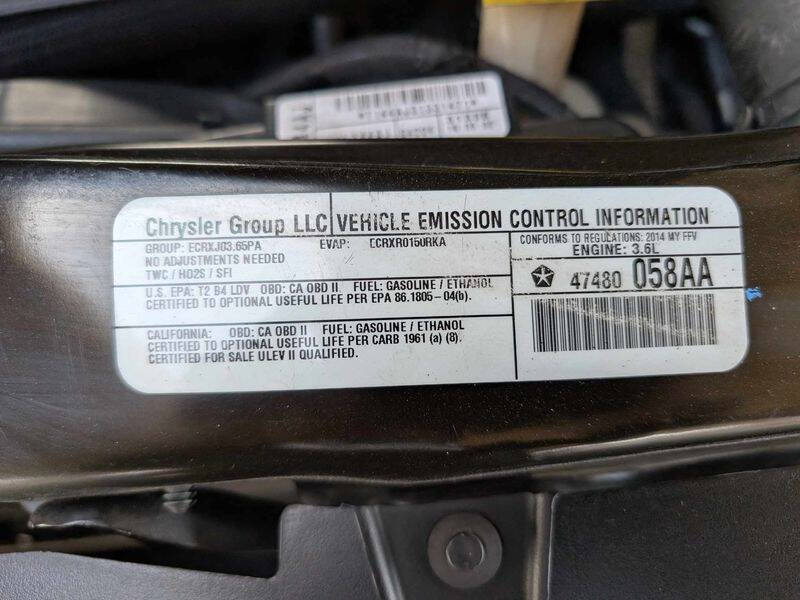 Chrysler Group LLC VEHICLE EMISSION CONTROL INFORMATION
GROUP: ECRXJ03.65PA EVAP: ECRXR0150RKA
NO ADJUSTMENTS NEEDED
TWC / HO2S / SFI
CONFORMS TO REGULATIONS: 2014 MY FFV
ENGINE: 3.6L
47480 058AA
U.S. EPA: T2 B4 LDV OBD: CA OBD II FUEL: GASOLINE / ETHANOL
CERTIFIED TO OPTIONAL USEFUL LIFE PER EPA 86.1805-04(b).
CALIFORNIA: OBD: CA OBD II FUEL: GASOLINE / ETHANOL
CERTIFIED TO OPTIONAL USEFUL LIFE PER CARB 1961 (a) (8).
CERTIFIED FOR SALE ULEV II QUALIFIED.